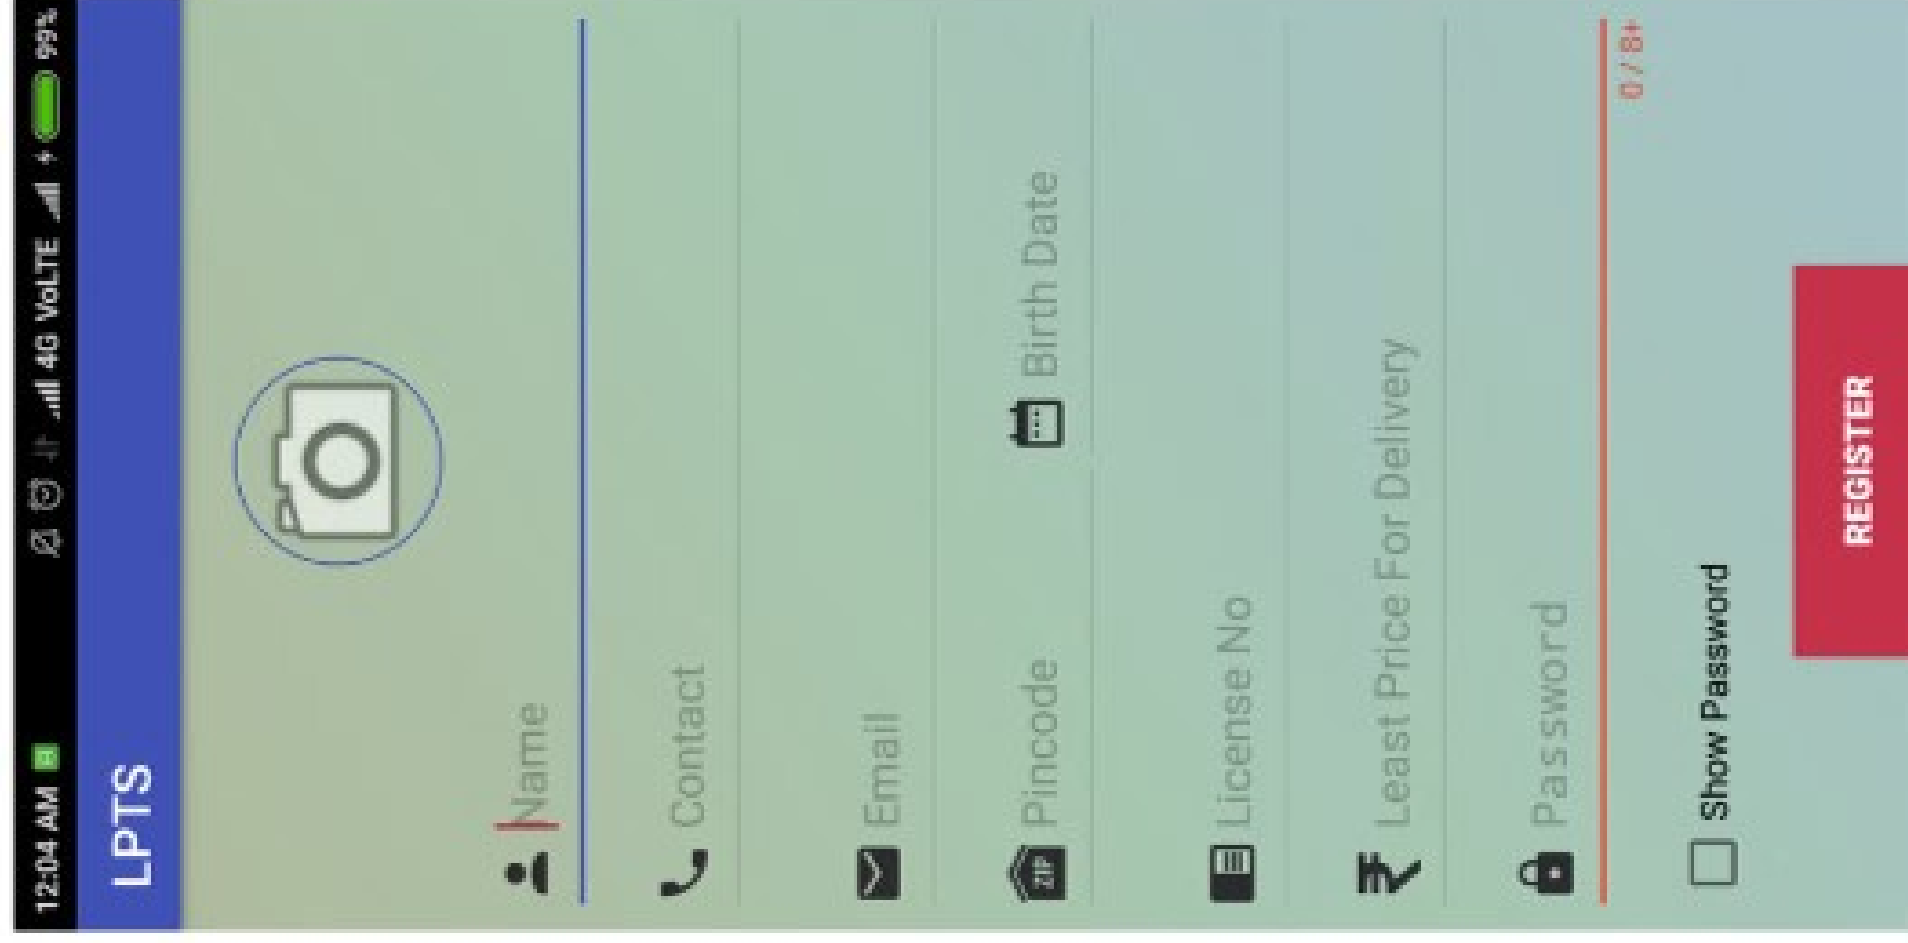 12:04 AM 4G VoLTE 99%
LPTS
Name
Contact
Email
ZIP Pincode Birth Date
License No
₹ Least Price For Delivery
Password
0 / 8+
Show Password
REGISTER